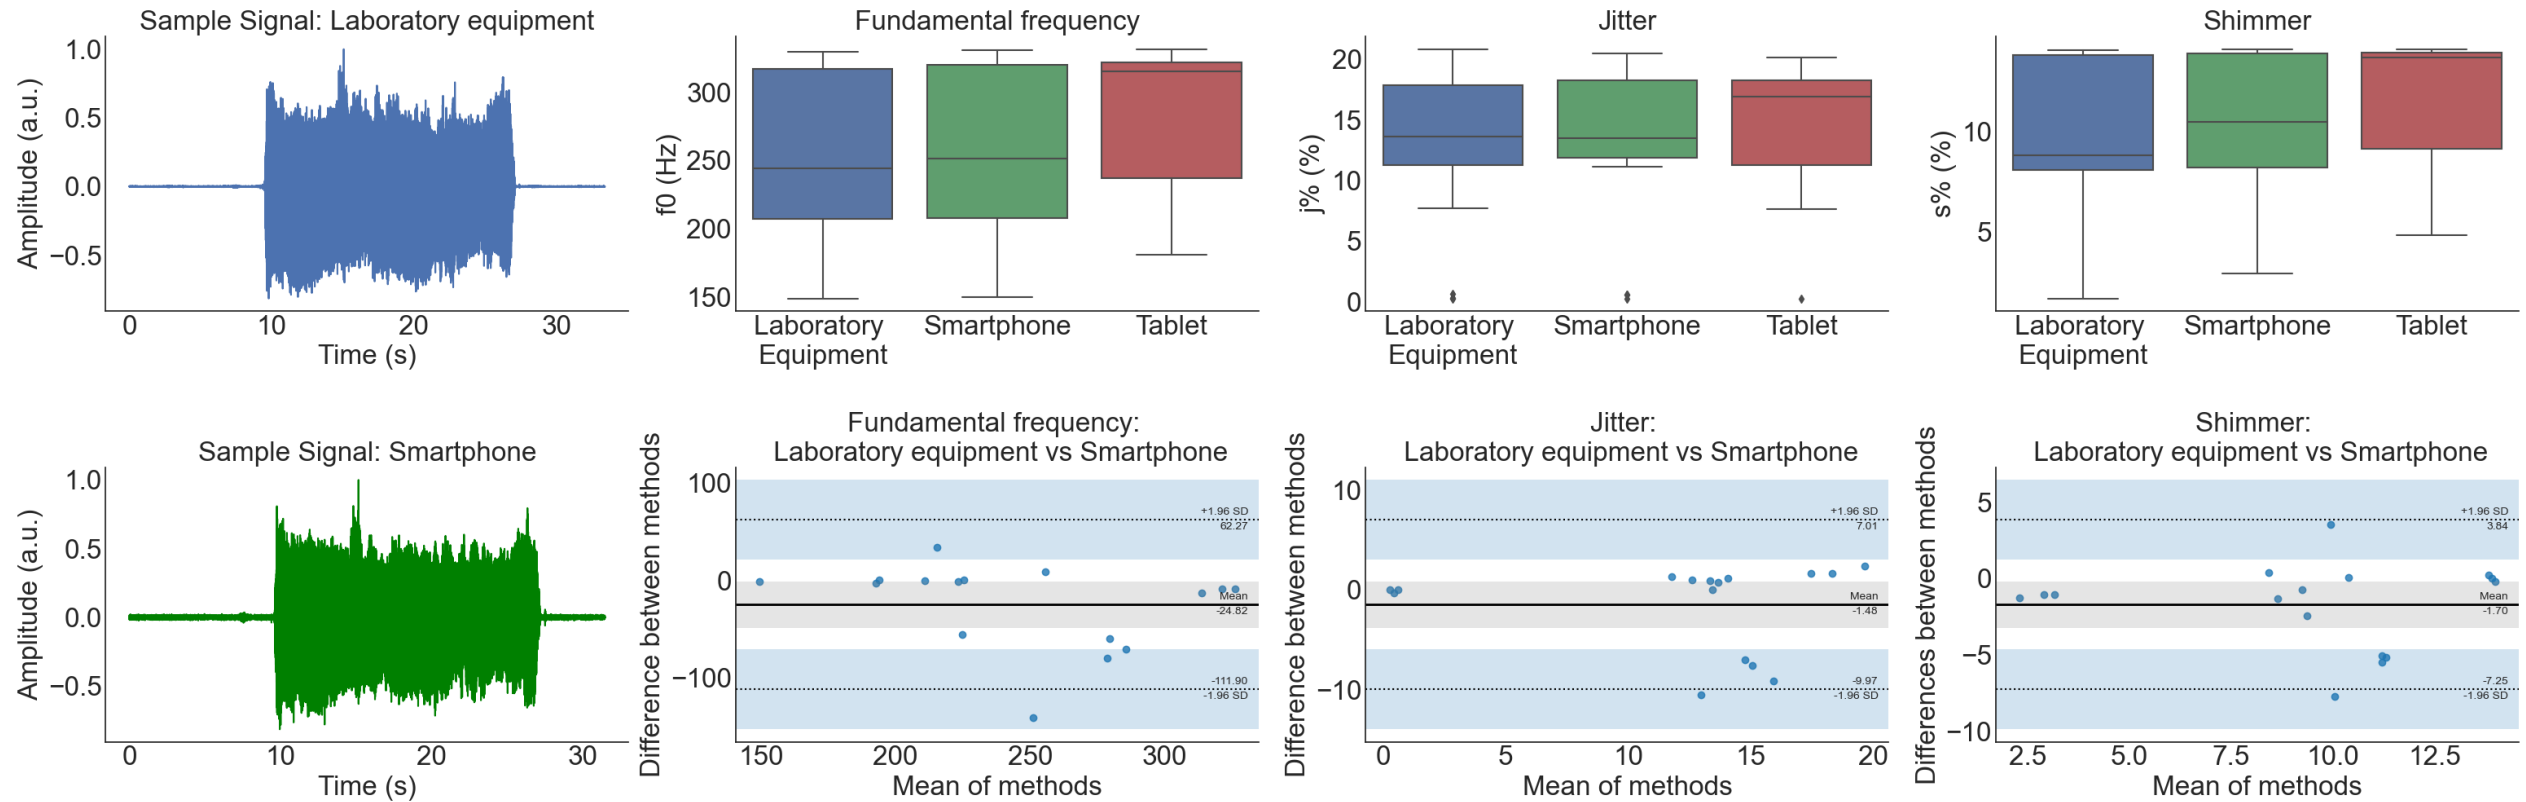 Sample Signal: Laboratory equipment
Amplitude (a.u.)
1.0
0.5
0.0
−0.5
0 10 20 30
Time (s)
Fundamental frequency
f0 (Hz)
300
250
200
150
Laboratory
Equipment
Smartphone
Tablet
Jitter
j% (%)
20
15
10
5
0
Laboratory
Equipment
Smartphone
Tablet
Shimmer
s% (%)
10
5
Laboratory
Equipment
Smartphone
Tablet
Sample Signal: Smartphone
Amplitude (a.u.)
1.0
0.5
0.0
−0.5
0 10 20 30
Time (s)
Fundamental frequency:
Laboratory equipment vs Smartphone
Difference between methods
100
0
−100
+1.96 SD
62.27
Mean
-24.82
-111.90
-1.96 SD
150 200 250 300
Mean of methods
Jitter:
Laboratory equipment vs Smartphone
Difference between methods
10
0
−10
+1.96 SD
7.01
Mean
-1.48
-9.97
-1.96 SD
0 5 10 15 20
Mean of methods
Shimmer:
Laboratory equipment vs Smartphone
Differences between methods
5
0
−5
−10
+1.96 SD
3.84
Mean
-1.70
-7.25
-1.96 SD
2.5 5.0 7.5 10.0 12.5
Mean of methods